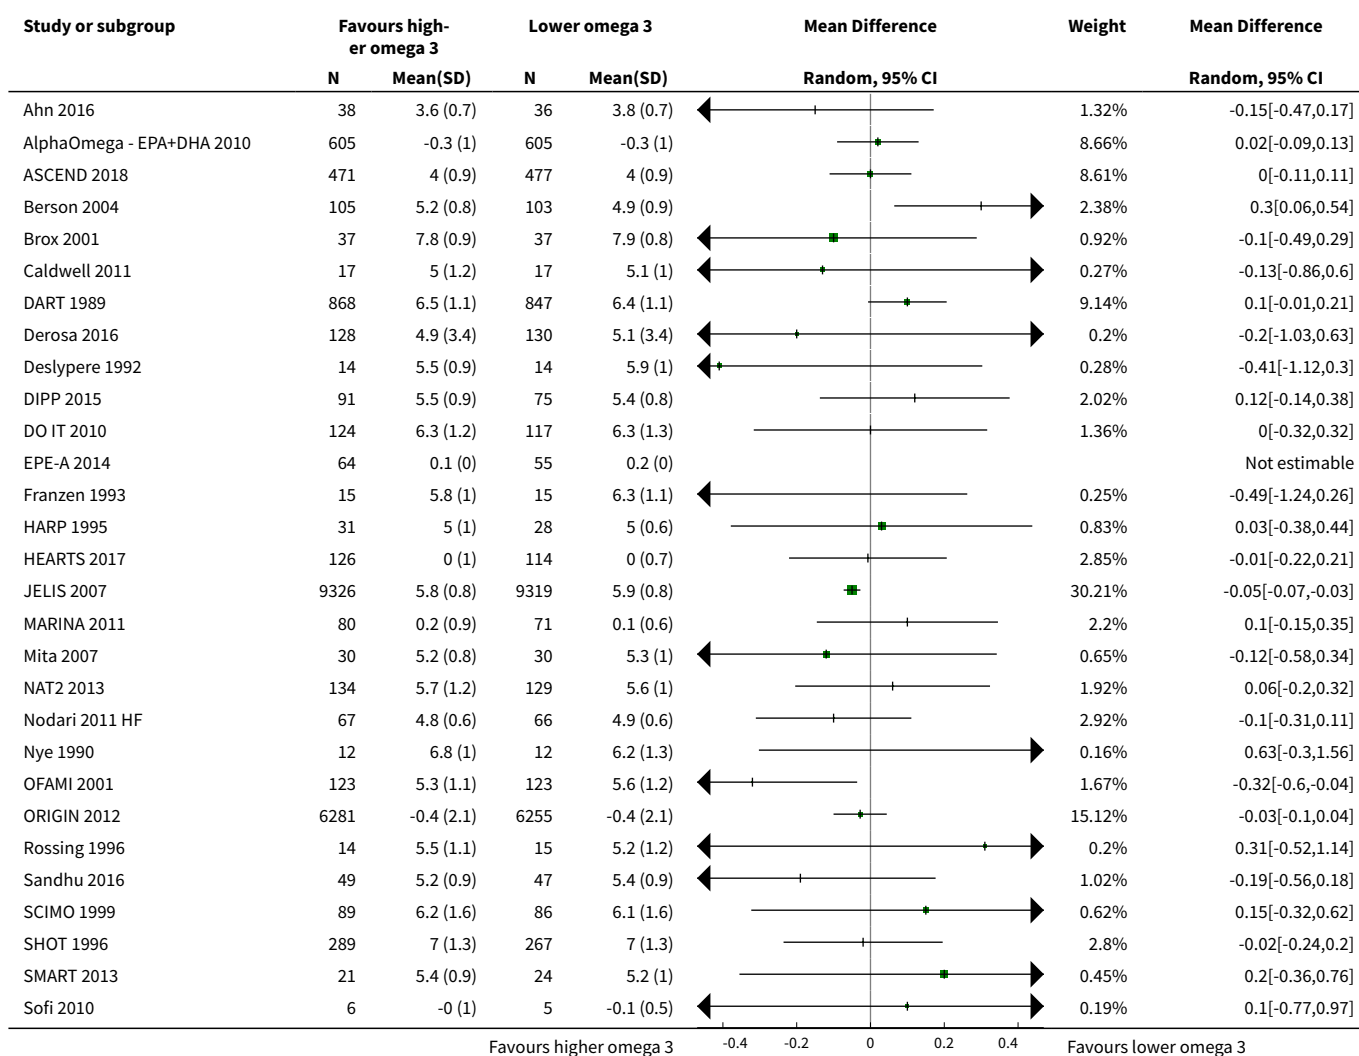 Study or subgroup Favours high- Lower omega 3 Mean Difference Weight Mean Difference
er omega 3
N Mean(SD) N Mean(SD) Random, 95% CI Random, 95% CI
Ahn 2016 38 3.6 (0.7) 36 3.8 (0.7) 1.32% -0.15[-0.47,0.17]
AlphaOmega - EPA+DHA 2010 605 -0.3 (1) 605 -0.3 (1) 8.66% 0.02[-0.09,0.13]
ASCEND 2018 471 4 (0.9) 477 4 (0.9) 8.61% 0[-0.11,0.11]
Berson 2004 105 5.2 (0.8) 103 4.9 (0.9) 2.38% 0.3[0.06,0.54]
Brox 2001 37 7.8 (0.9) 37 7.9 (0.8) 0.92% -0.1[-0.49,0.29]
Caldwell 2011 17 5 (1.2) 17 5.1 (1) 0.27% -0.13[-0.86,0.6]
DART 1989 868 6.5 (1.1) 847 6.4 (1.1) 9.14% 0.1[-0.01,0.21]
Derosa 2016 128 4.9 (3.4) 130 5.1 (3.4) 0.2% -0.2[-1.03,0.63]
Deslypere 1992 14 5.5 (0.9) 14 5.9 (1) 0.28% -0.41[-1.12,0.3]
DIPP 2015 91 5.5 (0.9) 75 5.4 (0.8) 2.02% 0.12[-0.14,0.38]
DO IT 2010 124 6.3 (1.2) 117 6.3 (1.3) 1.36% 0[-0.32,0.32]
EPE-A 2014 64 0.1 (0) 55 0.2 (0) Not estimable
Franzen 1993 15 5.8 (1) 15 6.3 (1.1) 0.25% -0.49[-1.24,0.26]
HARP 1995 31 5 (1) 28 5 (0.6) 0.83% 0.03[-0.38,0.44]
HEARTS 2017 126 0 (1) 114 0 (0.7) 2.85% -0.01[-0.22,0.21]
JELIS 2007 9326 5.8 (0.8) 9319 5.9 (0.8) 30.21% -0.05[-0.07,-0.03]
MARINA 2011 80 0.2 (0.9) 71 0.1 (0.6) 2.2% 0.1[-0.15,0.35]
Mita 2007 30 5.2 (0.8) 30 5.3 (1) 0.65% -0.12[-0.58,0.34]
NAT2 2013 134 5.7 (1.2) 129 5.6 (1) 1.92% 0.06[-0.2,0.32]
Nodari 2011 HF 67 4.8 (0.6) 66 4.9 (0.6) 2.92% -0.1[-0.31,0.11]
Nye 1990 12 6.8 (1) 12 6.2 (1.3) 0.16% 0.63[-0.3,1.56]
OFAMI 2001 123 5.3 (1.1) 123 5.6 (1.2) 1.67% -0.32[-0.6,-0.04]
ORIGIN 2012 6281 -0.4 (2.1) 6255 -0.4 (2.1) 15.12% -0.03[-0.1,0.04]
Rossing 1996 14 5.5 (1.1) 15 5.2 (1.2) 0.2% 0.31[-0.52,1.14]
Sandhu 2016 49 5.2 (0.9) 47 5.4 (0.9) 1.02% -0.19[-0.56,0.18]
SCIMO 1999 89 6.2 (1.6) 86 6.1 (1.6) 0.62% 0.15[-0.32,0.62]
SHOT 1996 289 7 (1.3) 267 7 (1.3) 2.8% -0.02[-0.24,0.2]
SMART 2013 21 5.4 (0.9) 24 5.2 (1) 0.45% 0.2[-0.36,0.76]
Sofi 2010 6 -0 (1) 5 -0.1 (0.5) 0.19% 0.1[-0.77,0.97]
Favours higher omega 3 -0.4 -0.2 0 0.2 0.4 Favours lower omega 3